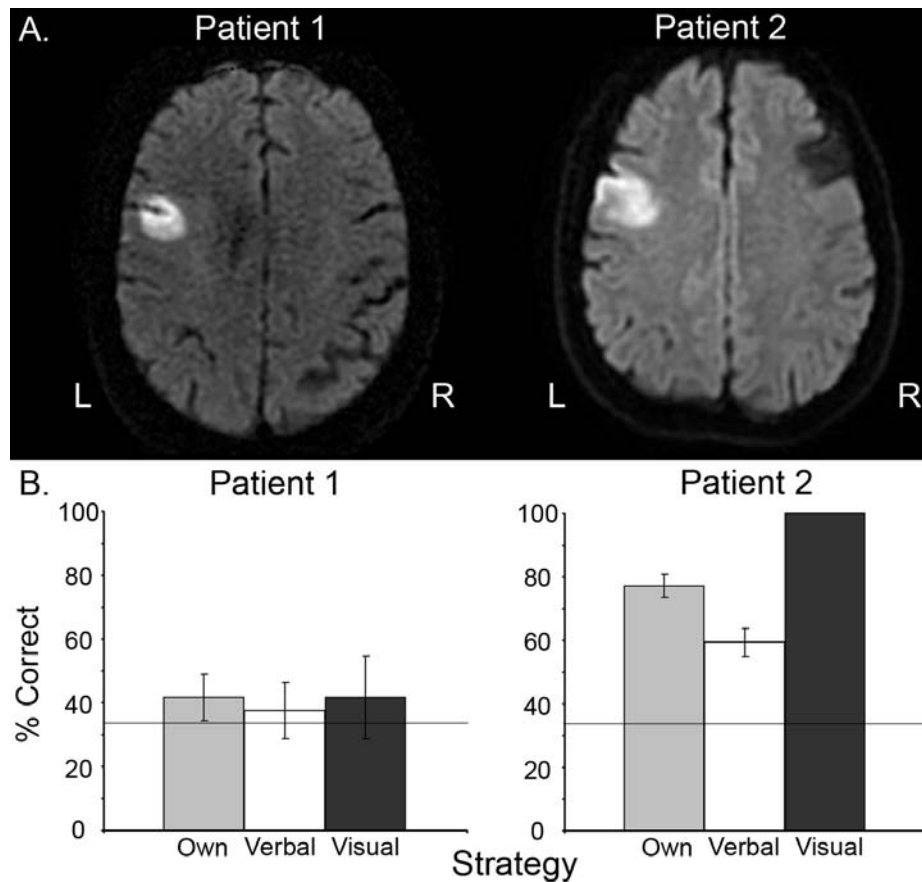 A.
Patient 1
Patient 2
L
R
L
R
B.
Patient 1
Patient 2
100
80
60
40
20
0
% Correct
Own Verbal Visual
100
80
60
40
20
0
Own Verbal Visual
Strategy